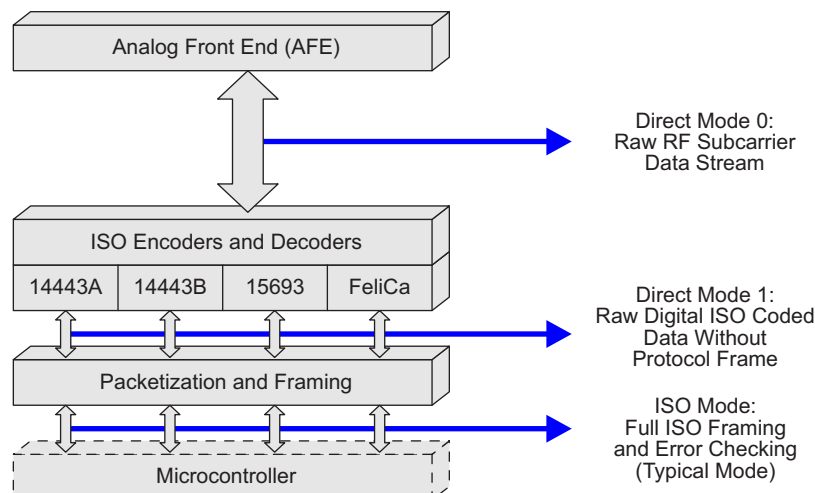 Analog Front End (AFE)
Direct Mode 0:
Raw RF Subcarrier
Data Stream
ISO Encoders and Decoders
14443A 14443B 15693 FeliCa
Direct Mode 1:
Raw Digital ISO Coded
Data Without
Protocol Frame
Packetization and Framing
ISO Mode:
Full ISO Framing
and Error Checking
(Typical Mode)
Microcontroller